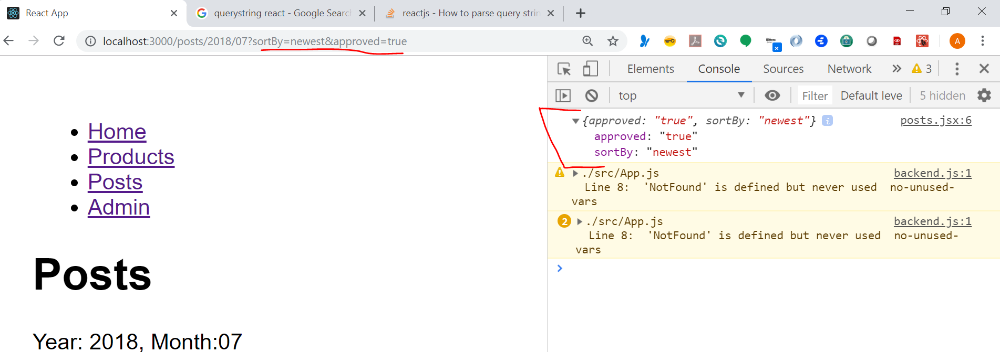 React App
querystring react - Google Searc
reactjs - How to parse query strin
localhost:3000/posts/2018/07?sortBy=newest&approved=true
A
Elements Console Sources Network 3
top Filter Default leve 5 hidden
{approved: "true", sortBy: "newest"} i posts.jsx:6
approved: "true"
sortBy: "newest"
./src/App.js backend.js:1
Line 8: 'NotFound' is defined but never used no-unused-
vars
2 ./src/App.js backend.js:1
Line 8: 'NotFound' is defined but never used no-unused-
vars
Home
Products
Posts
Admin
Posts
Year: 2018, Month:07